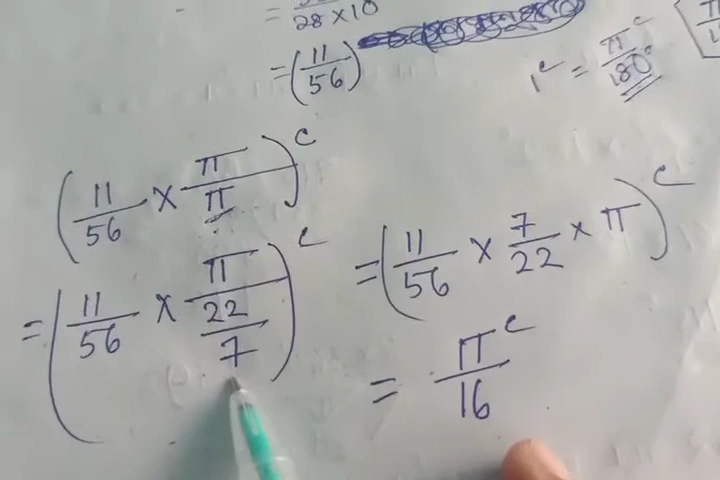 = 28×10
= (11/56)
1^c = π^c/180°
(11/56 × π/π)^c
= (11/56 × π/(22/7))^c
= (11/56 × 7/22 × π)^c
= π^c/16